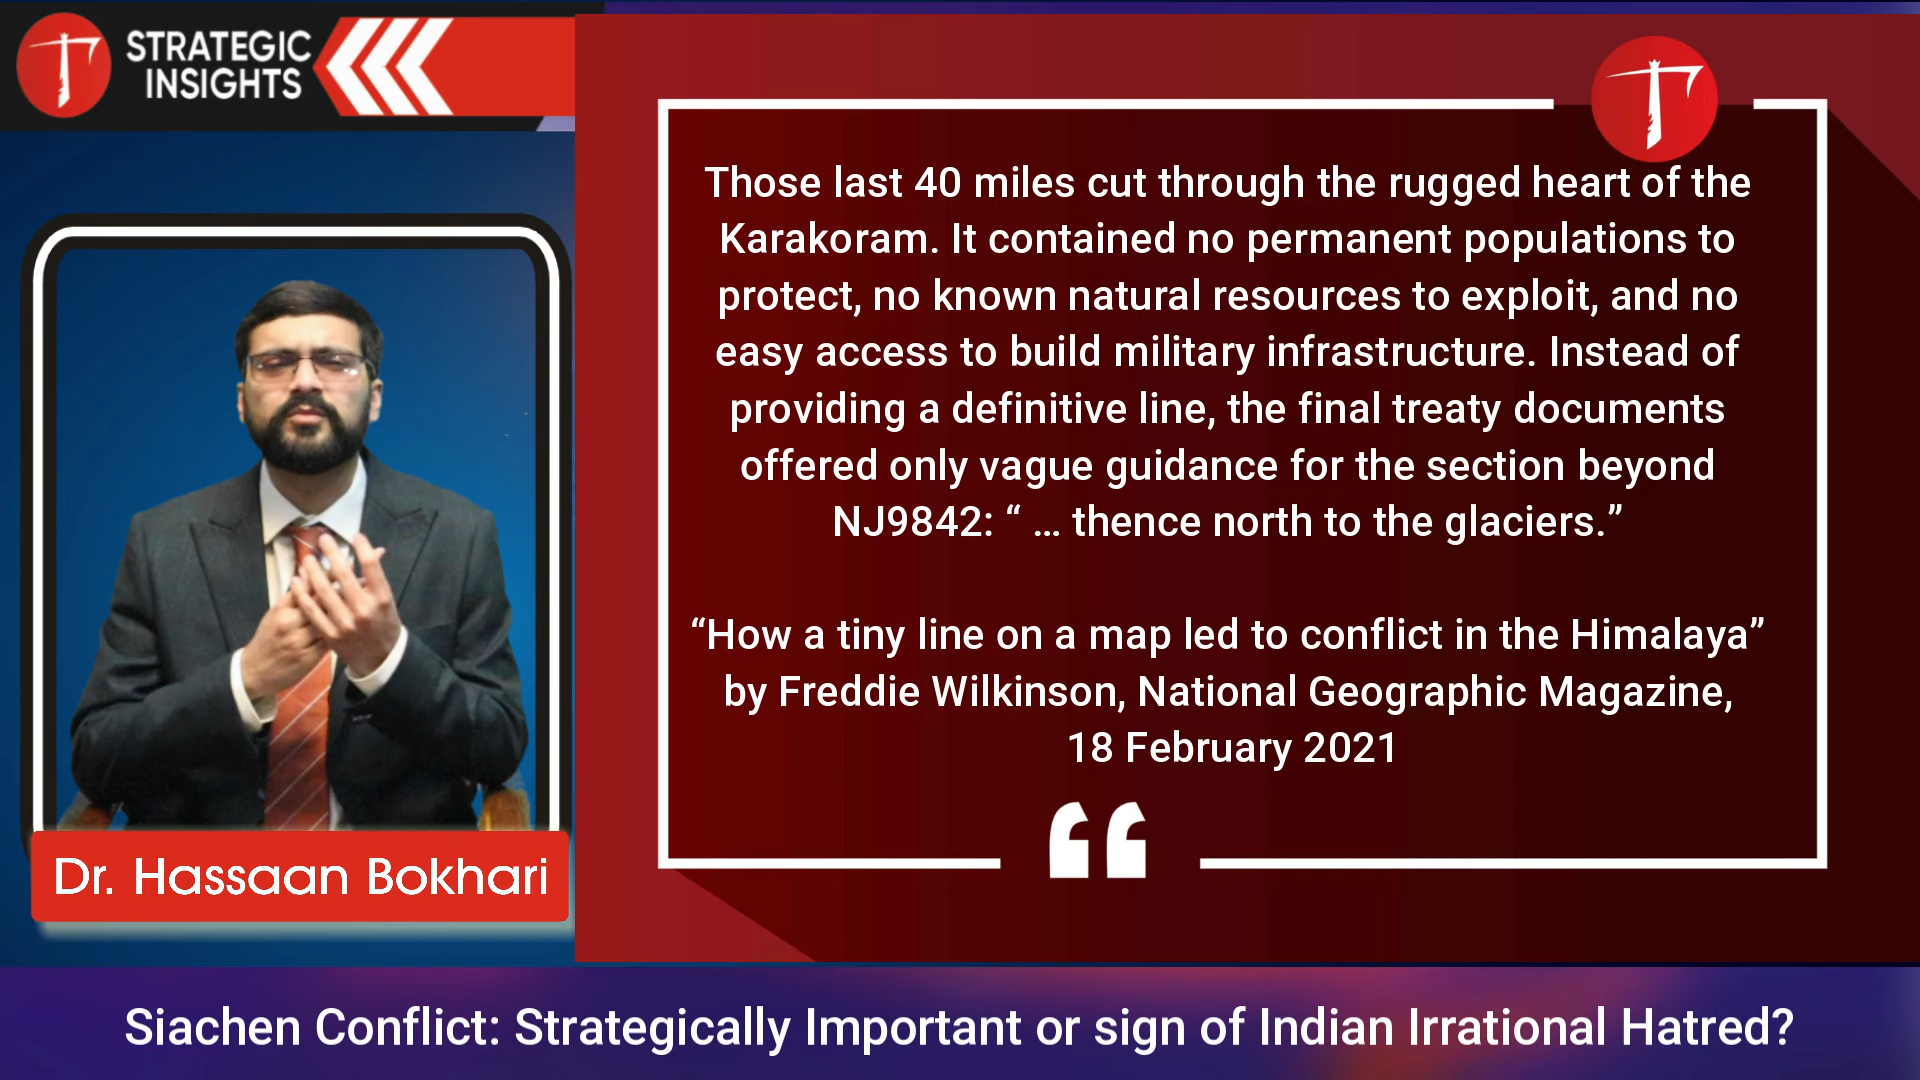 STRATEGIC
INSIGHTS
Those last 40 miles cut through the rugged heart of the
Karakoram. It contained no permanent populations to
protect, no known natural resources to exploit, and no
easy access to build military infrastructure. Instead of
providing a definitive line, the final treaty documents
offered only vague guidance for the section beyond
NJ9842: “ … thence north to the glaciers.”
“How a tiny line on a map led to conflict in the Himalaya”
by Freddie Wilkinson, National Geographic Magazine,
18 February 2021
Dr. Hassaan Bokhari
Siachen Conflict: Strategically Important or sign of Indian Irrational Hatred?